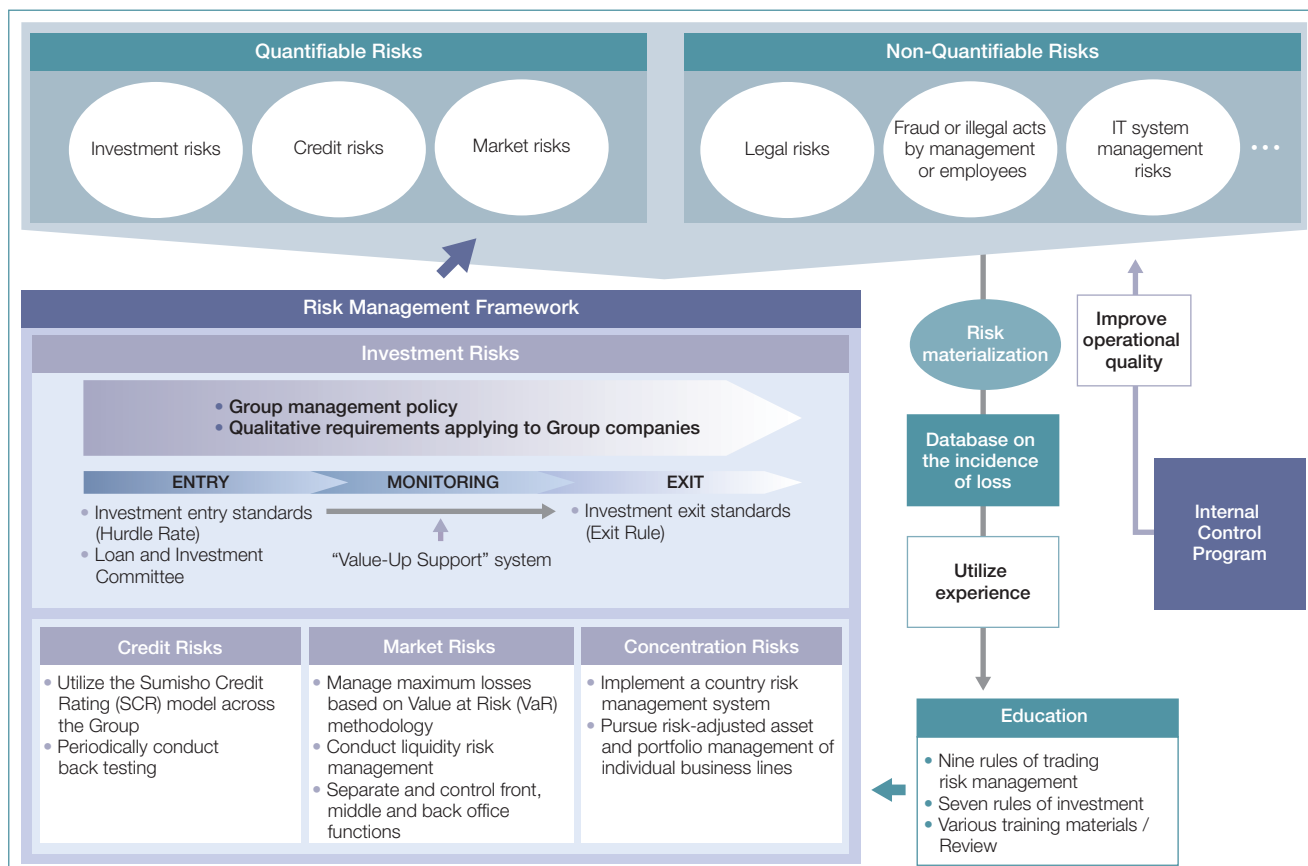 Quantifiable Risks
Investment risks
Credit risks
Market risks
Non-Quantifiable Risks
Legal risks
Fraud or illegal acts
by management
or employees
IT system
management
risks
...
Risk Management Framework
Investment Risks
• Group management policy
• Qualitative requirements applying to Group companies
ENTRY
MONITORING
EXIT
• Investment entry standards
(Hurdle Rate)
• Loan and Investment
Committee
“Value-Up Support” system
• Investment exit standards
(Exit Rule)
Credit Risks
• Utilize the Sumisho Credit
Rating (SCR) model across
the Group
• Periodically conduct
back testing
Market Risks
• Manage maximum losses
based on Value at Risk (VaR)
methodology
• Conduct liquidity risk
management
• Separate and control front,
middle and back office
functions
Concentration Risks
• Implement a country risk
management system
• Pursue risk-adjusted asset
and portfolio management of
individual business lines
Risk
materialization
Database on
the incidence
of loss
Utilize
experience
Education
• Nine rules of trading
risk management
• Seven rules of investment
• Various training materials /
Review
Improve
operational
quality
Internal
Control
Program